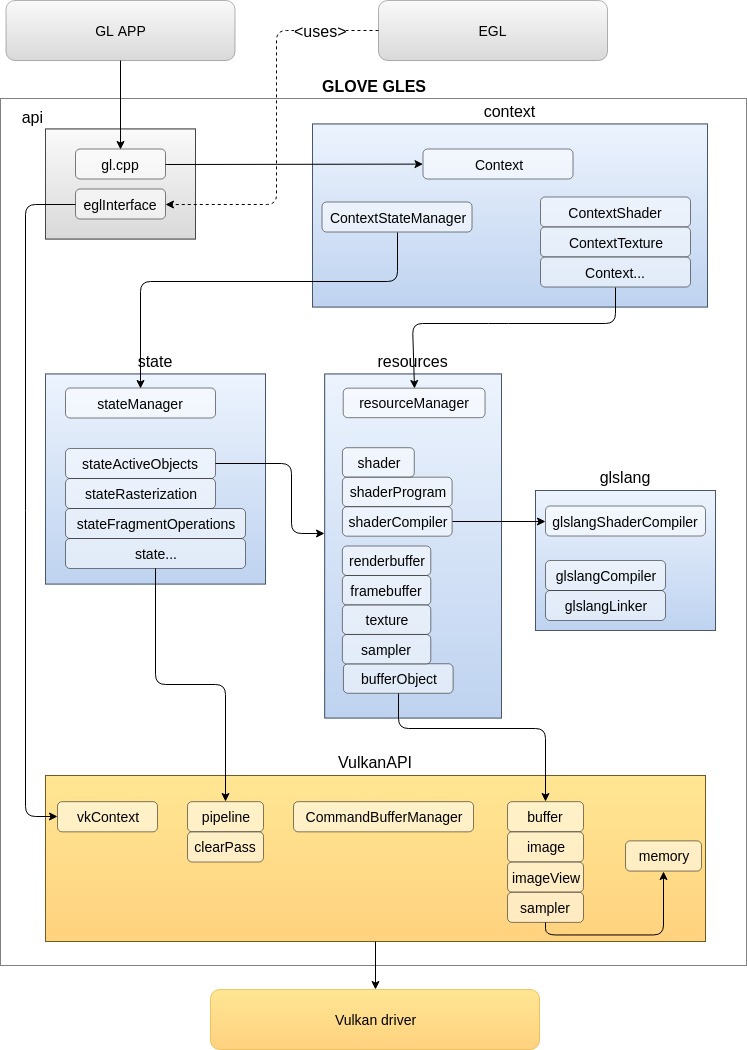 GL APP
<uses>
EGL
GLOVE GLES
api
context
gl.cpp
eglInterface
Context
ContextStateManager
ContextShader
ContextTexture
Context...
state
resources
stateManager
stateActiveObjects
stateRasterization
stateFragmentOperations
state...
resourceManager
shader
shaderProgram
shaderCompiler
renderbuffer
framebuffer
texture
sampler
bufferObject
glslang
glslangShaderCompiler
glslangCompiler
glslangLinker
VulkanAPI
vkContext
pipeline
clearPass
CommandBufferManager
buffer
image
imageView
sampler
memory
Vulkan driver